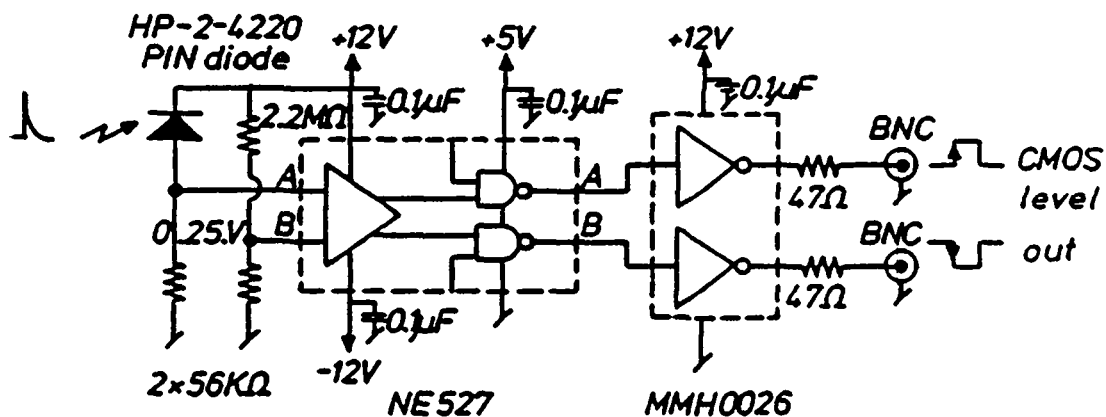 HP-2-4220
PIN diode
+12V
+5V
+12V
0.1µF
0.1µF
0.1µF
2.2MΩ
BNC
A
A
CMOS
level
47Ω
0.25V
B
B
BNC
out
47Ω
0.1µF
-12V
2×56KΩ
NE527
MMH0026